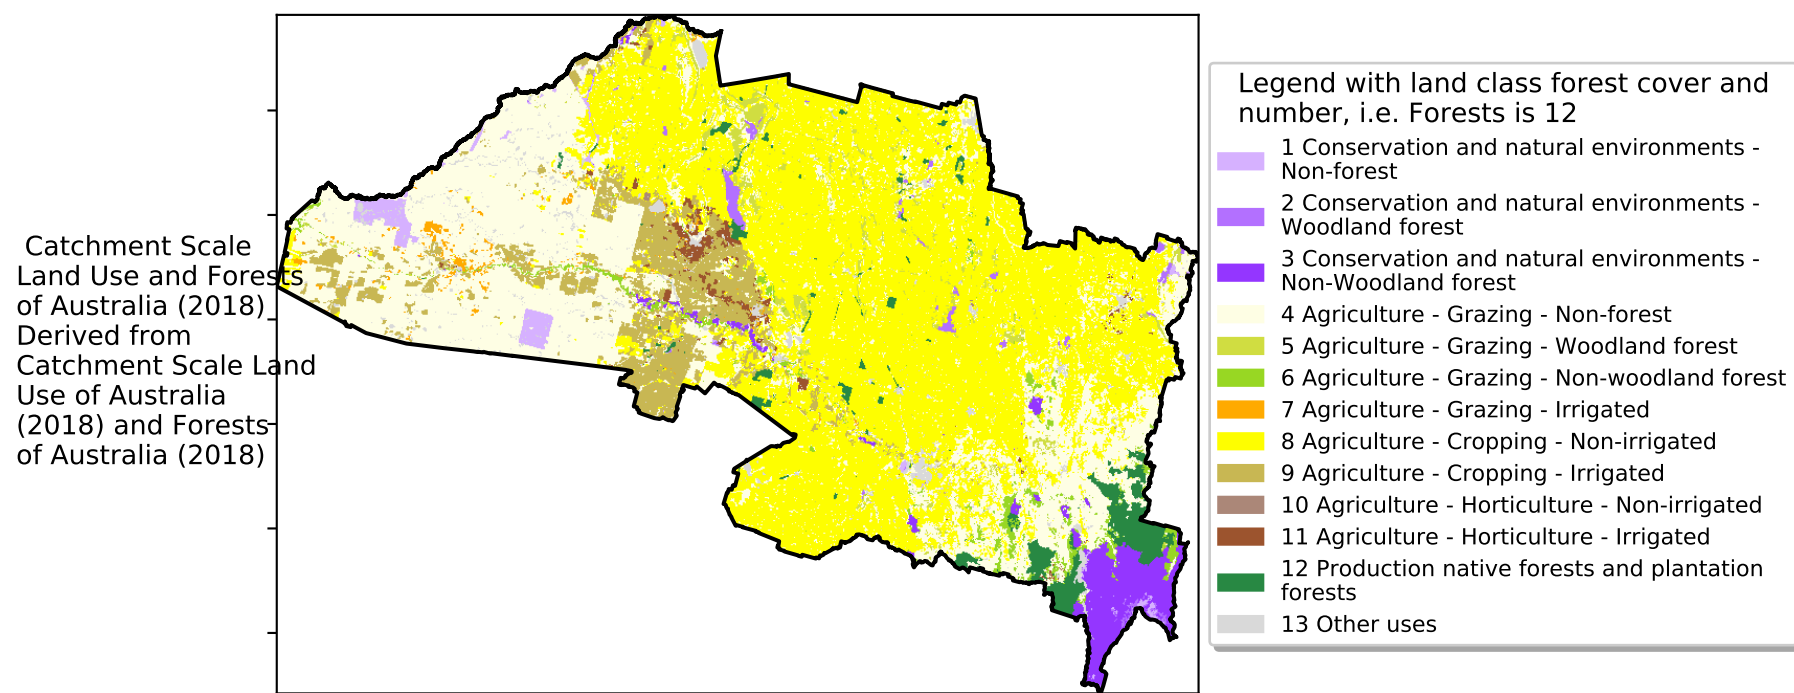 Catchment Scale
Land Use and Forests
of Australia (2018)
Derived from
Catchment Scale Land
Use of Australia
(2018) and Forests
of Australia (2018)
Legend with land class forest cover and
number, i.e. Forests is 12
1 Conservation and natural environments -
Non-forest
2 Conservation and natural environments -
Woodland forest
3 Conservation and natural environments -
Non-Woodland forest
4 Agriculture - Grazing - Non-forest
5 Agriculture - Grazing - Woodland forest
6 Agriculture - Grazing - Non-woodland forest
7 Agriculture - Grazing - Irrigated
8 Agriculture - Cropping - Non-irrigated
9 Agriculture - Cropping - Irrigated
10 Agriculture - Horticulture - Non-irrigated
11 Agriculture - Horticulture - Irrigated
12 Production native forests and plantation
forests
13 Other uses